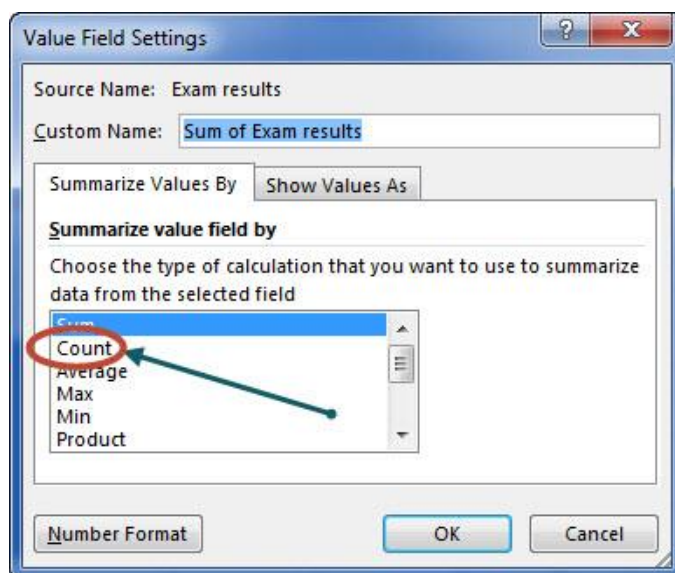 Value Field Settings
?
x
Source Name: Exam results
Custom Name: Sum of Exam results
Summarize Values By
Show Values As
Summarize value field by
Choose the type of calculation that you want to use to summarize
data from the selected field
Sum
Count
Average
Max
Min
Product
Number Format
OK
Cancel